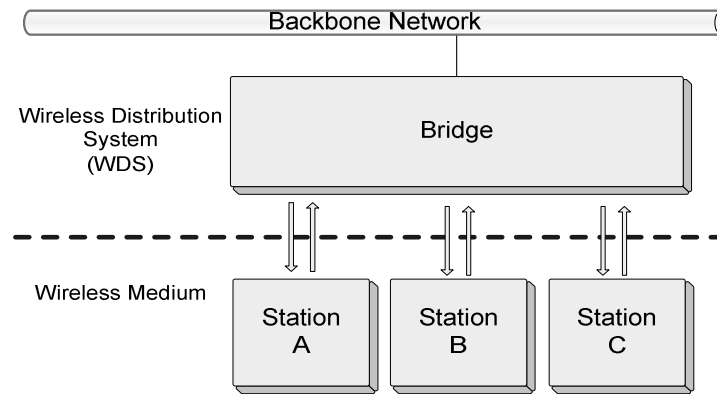 Backbone Network
Wireless Distribution
System
(WDS)
Bridge
Wireless Medium
Station
A
Station
B
Station
C